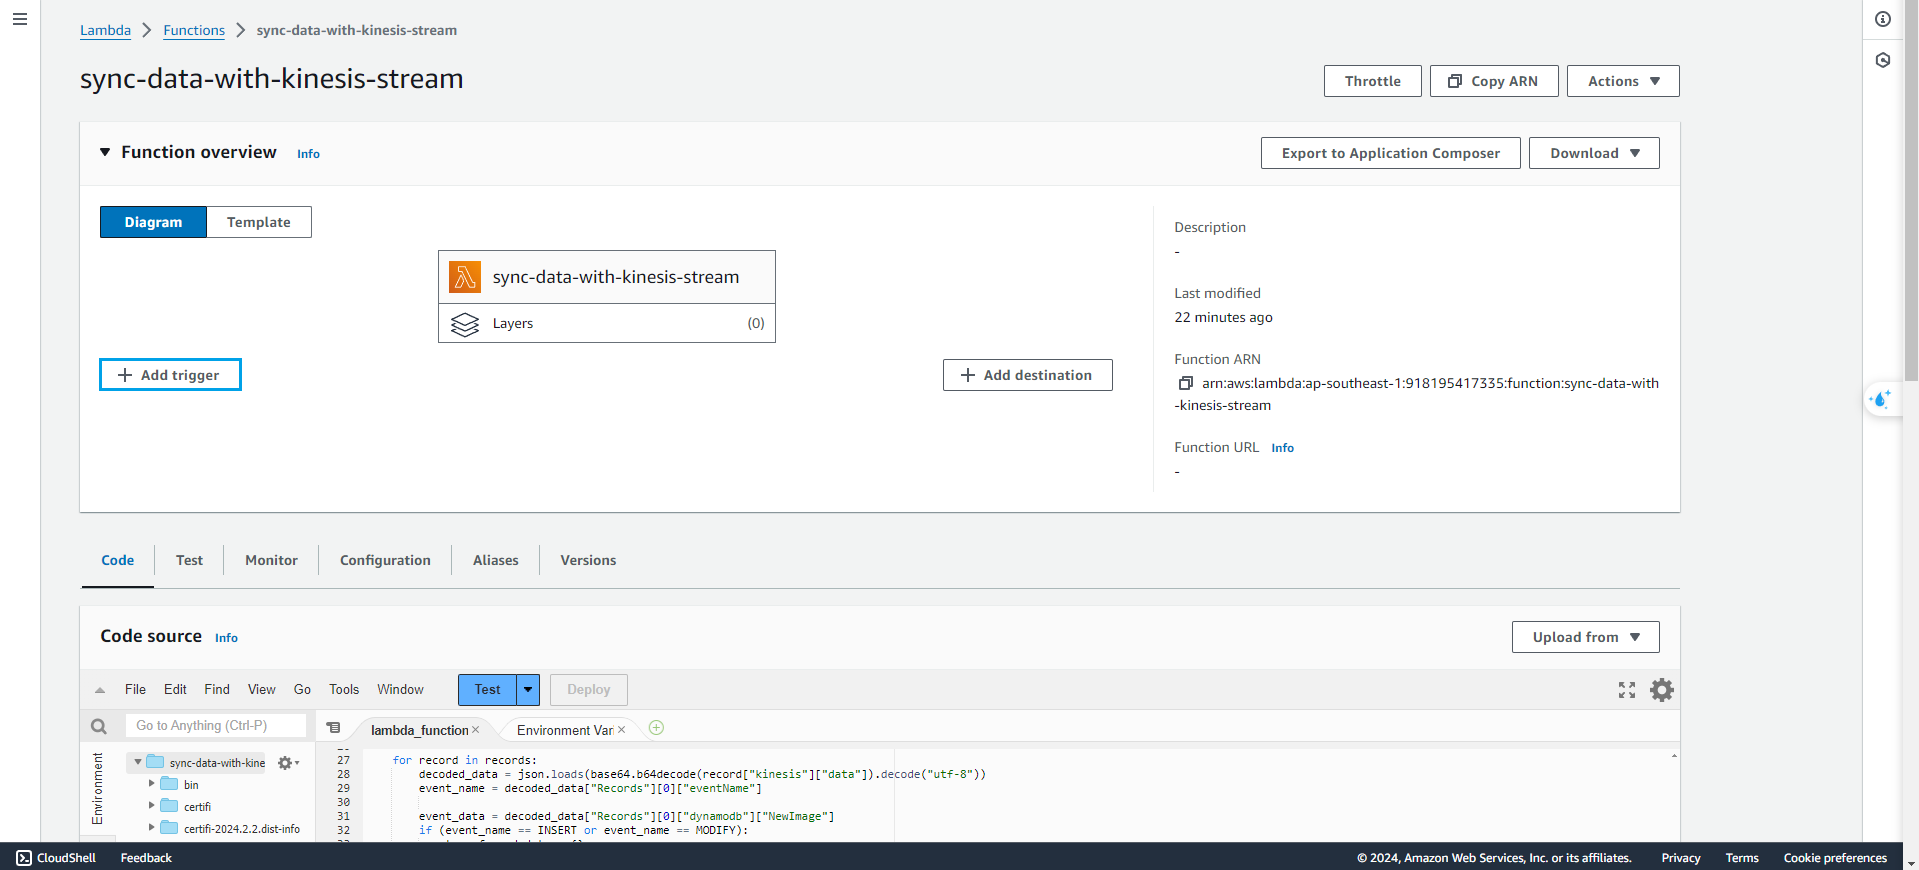 Lambda > Functions > sync-data-with-kinesis-stream
sync-data-with-kinesis-stream
Throttle
Copy ARN
Actions
Function overview
Info
Export to Application Composer
Download
Diagram
Template
sync-data-with-kinesis-stream
Layers
(0)
Add trigger
Add destination
Description
-
Last modified
22 minutes ago
Function ARN
arn:aws:lambda:ap-southeast-1:918195417335:function:sync-data-with
-kinesis-stream
Function URL Info
-
Code
Test
Monitor
Configuration
Aliases
Versions
Code source Info
Upload from
File Edit Find View Go Tools Window
Test
Deploy
Go to Anything (Ctrl-P)
lambda_function ×
Environment Var ×
Environment
sync-data-with-kine
bin
certifi
certifi-2024.2.2.dist-info
27 for record in records:
28 decoded_data = json.loads(base64.b64decode(record["kinesis"]["data"]).decode("utf-8"))
29 event_name = decoded_data["Records"][0]["eventName"]
30
31 event_data = decoded_data["Records"][0]["dynamodb"]["NewImage"]
32 if (event_name == INSERT or event_name == MODIFY):
CloudShell
Feedback
© 2024, Amazon Web Services, Inc. or its affiliates.
Privacy
Terms
Cookie preferences